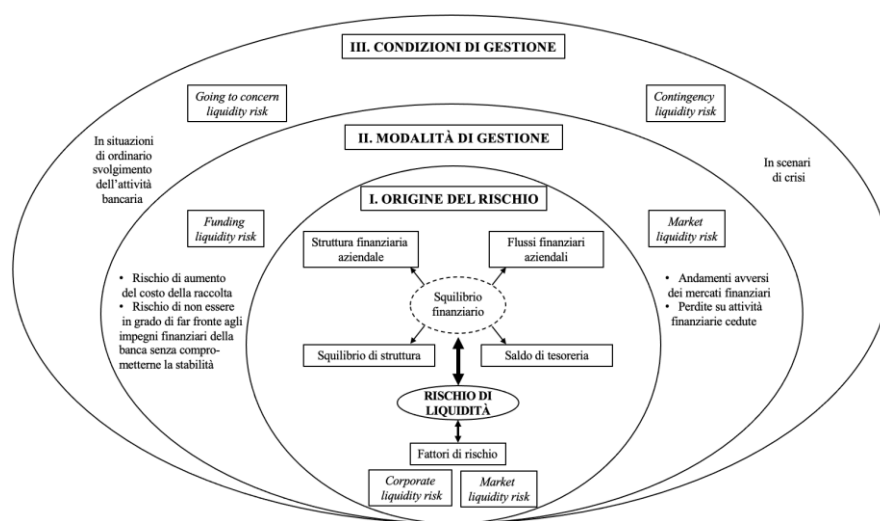 III. CONDIZIONI DI GESTIONE
Going to concern
liquidity risk
Contingency
liquidity risk
In situazioni
di ordinario
svolgimento
dell’attività
bancaria
In scenari
di crisi
II. MODALITÀ DI GESTIONE
Funding
liquidity risk
Market
liquidity risk
• Rischio di aumento
del costo della raccolta
• Rischio di non essere
in grado di far fronte agli
impegni finanziari della
banca senza compro-
metterne la stabilità
• Andamenti avversi
dei mercati finanziari
• Perdite su attività
finanziarie cedute
I. ORIGINE DEL RISCHIO
Struttura finanziaria
aziendale
Flussi finanziari
aziendali
Squilibrio
finanziario
Squilibrio di struttura
Saldo di tesoreria
RISCHIO DI
LIQUIDITÀ
Fattori di rischio
Corporate
liquidity risk
Market
liquidity risk